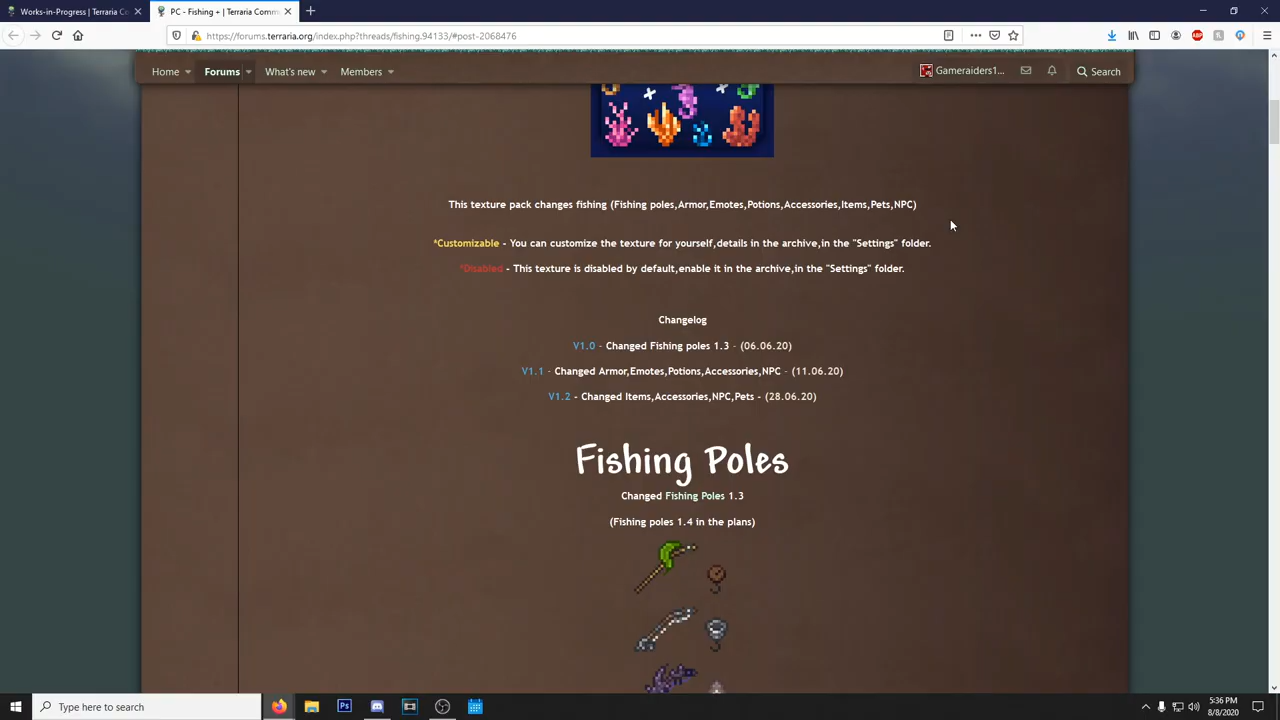 Works-in-Progress | Terraria Co
PC - Fishing + | Terraria Comm
https://forums.terraria.org/index.php?threads/fishing.94133/#post-2068476
Home Forums What's new Members Gameraiders1... Search
This texture pack changes fishing (Fishing poles,Armor,Emotes,Potions,Accessories,Items,Pets,NPC)
*Customizable - You can customize the texture for yourself,details in the archive,in the "Settings" folder.
*Disabled - This texture is disabled by default,enable it in the archive,in the "Settings" folder.
Changelog
V1.0 - Changed Fishing poles 1.3 - (06.06.20)
V1.1 - Changed Armor,Emotes,Potions,Accessories,NPC - (11.06.20)
V1.2 - Changed Items,Accessories,NPC,Pets - (28.06.20)
Fishing Poles
Changed Fishing Poles 1.3
(Fishing poles 1.4 in the plans)
Type here to search
Ps
5:36 PM
8/8/2020
ABP